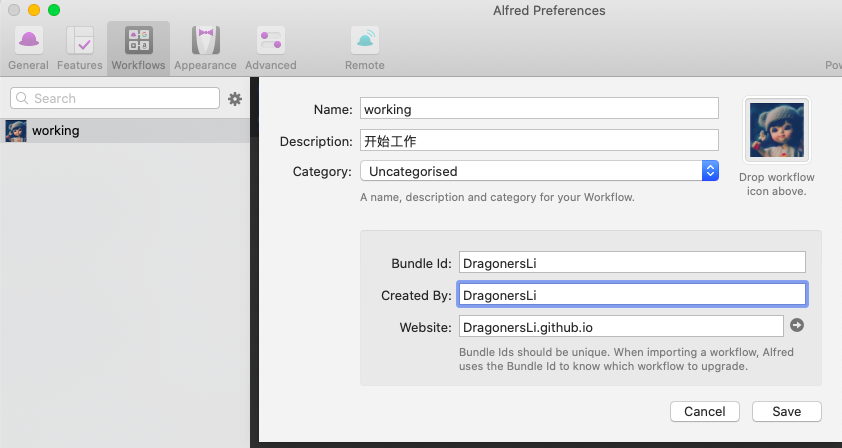 Alfred Preferences
General Features Workflows Appearance Advanced Remote Pow
Search
working
Name: working
Description: 开始工作
Category: Uncategorised
A name, description and category for your Workflow.
Drop workflow
icon above.
Bundle Id: DragonersLi
Created By: DragonersLi
Website: DragonersLi.github.io
Bundle Ids should be unique. When importing a workflow, Alfred
uses the Bundle Id to know which workflow to upgrade.
Cancel Save